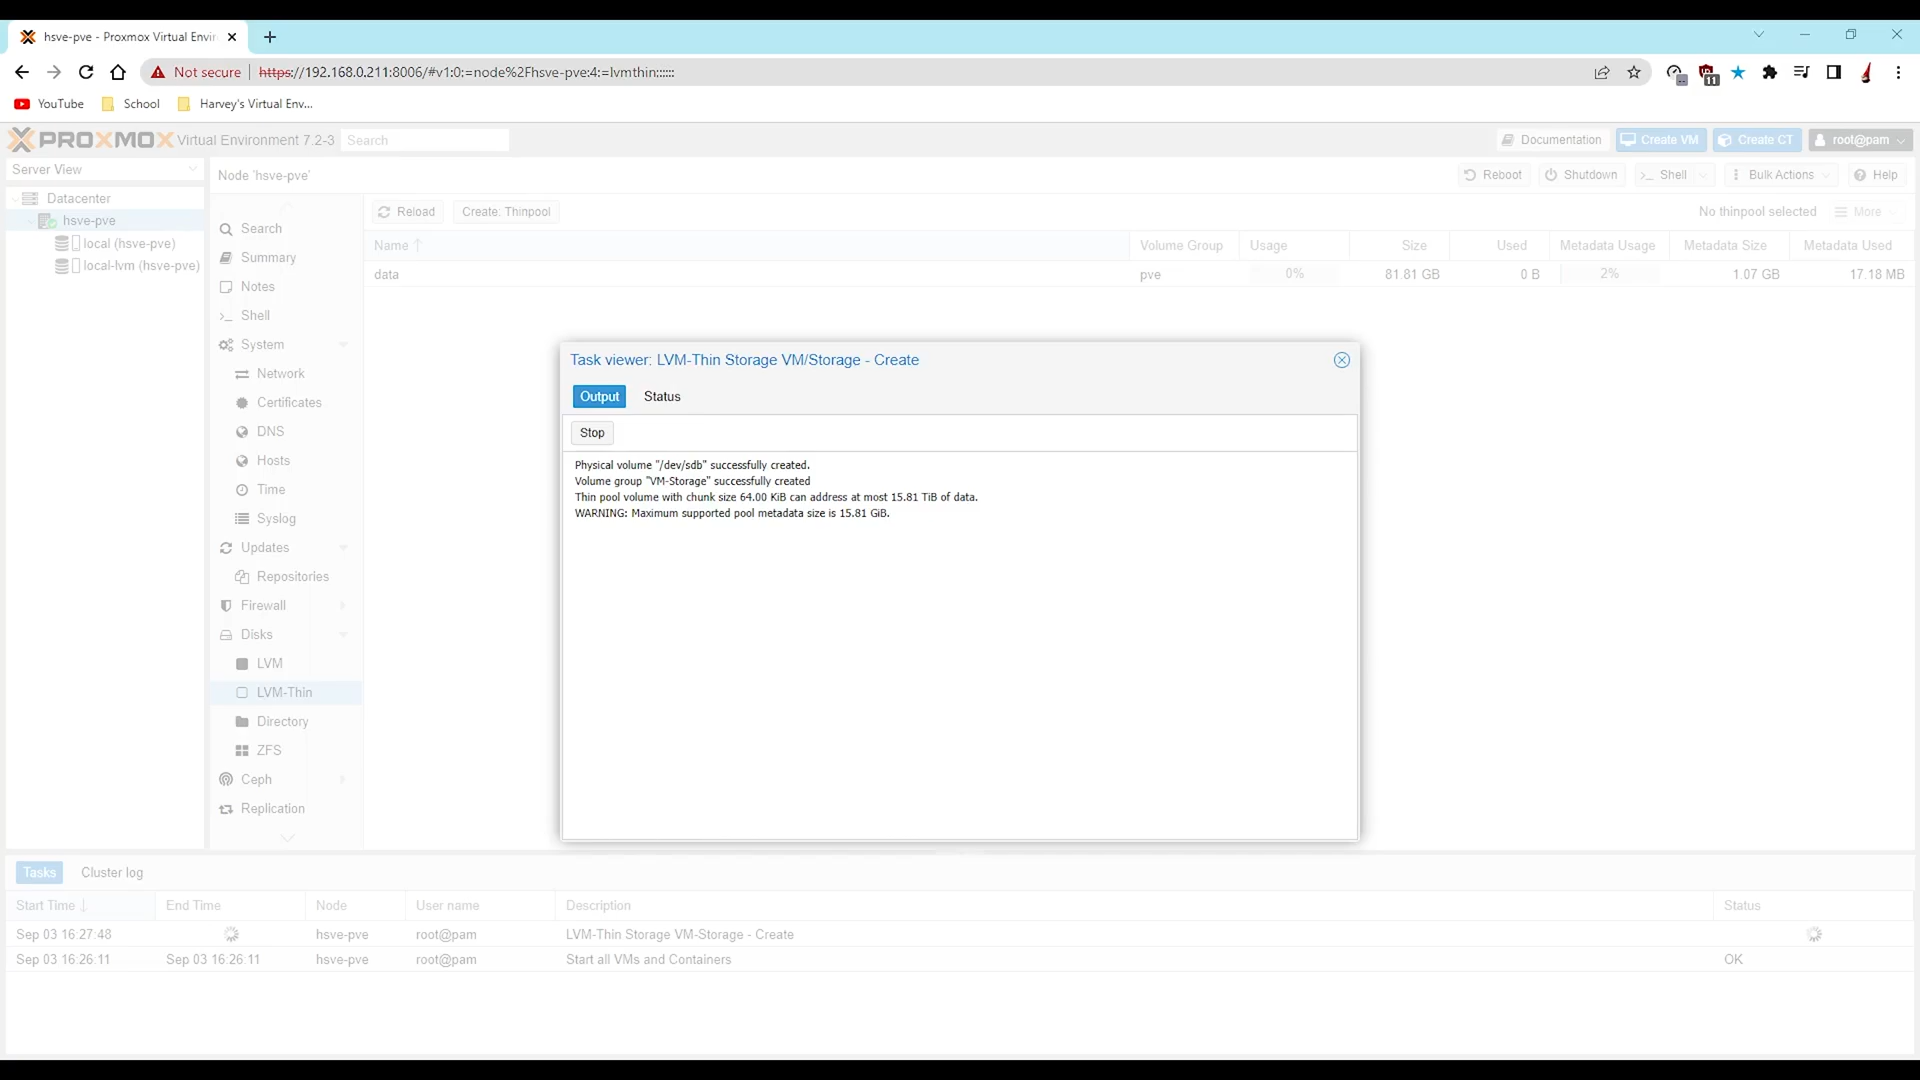 hsve-pve - Proxmox Virtual Envir
Not secure https://192.168.0.211:8006/#v1:0:=node%2Fhsve-pve:4:=lvmthin::::::
11
YouTube School Harvey's Virtual Env...
PROXMOX Virtual Environment 7.2-3 Search Documentation Create VM Create CT root@pam
Server View Node 'hsve-pve' Reboot Shutdown >_ Shell Bulk Actions Help
Datacenter
hsve-pve
local (hsve-pve)
local-lvm (hsve-pve)
Search
Summary
Notes
>_ Shell
System
Network
Certificates
DNS
Hosts
Time
Syslog
Updates
Repositories
Firewall
Disks
LVM
LVM-Thin
Directory
ZFS
Ceph
Replication
Reload Create: Thinpool No thinpool selected More
Name ↑ Volume Group Usage Size Used Metadata Usage Metadata Size Metadata Used
data pve 0% 81.81 GB 0 B 2% 1.07 GB 17.18 MB
Task viewer: LVM-Thin Storage VM/Storage - Create
Output Status
Stop
Physical volume "/dev/sdb" successfully created.
Volume group "VM-Storage" successfully created
Thin pool volume with chunk size 64.00 KiB can address at most 15.81 TiB of data.
WARNING: Maximum supported pool metadata size is 15.81 GiB.
Tasks Cluster log
Start Time ↓ End Time Node User name Description Status
Sep 03 16:27:48 hsve-pve root@pam LVM-Thin Storage VM-Storage - Create
Sep 03 16:26:11 Sep 03 16:26:11 hsve-pve root@pam Start all VMs and Containers OK